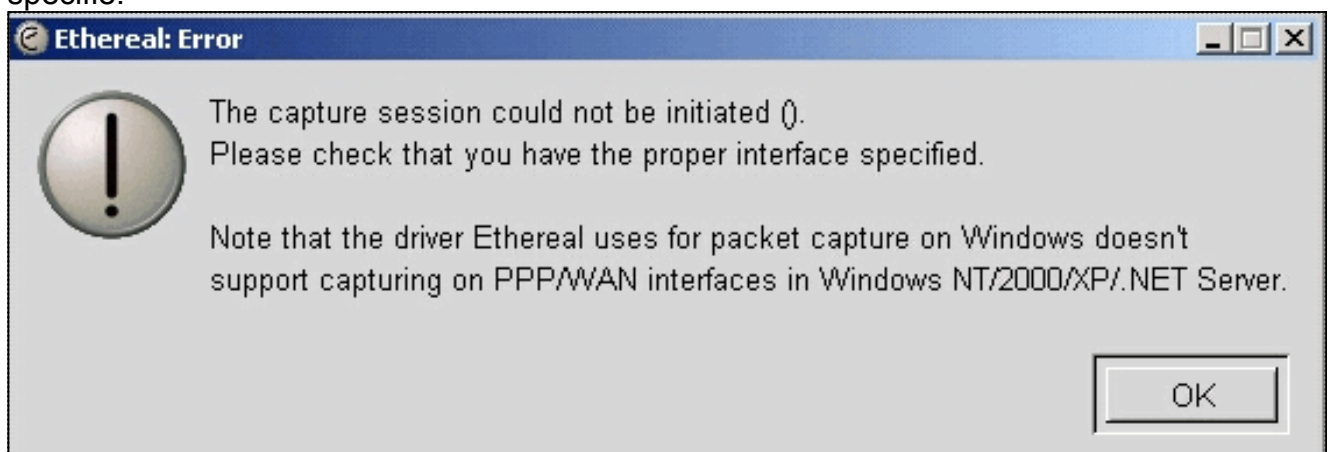 Ethereal: Error
The capture session could not be initiated ().
Please check that you have the proper interface specified.
Note that the driver Ethereal uses for packet capture on Windows doesn't
support capturing on PPP/WAN interfaces in Windows NT/2000/XP/.NET Server.
OK